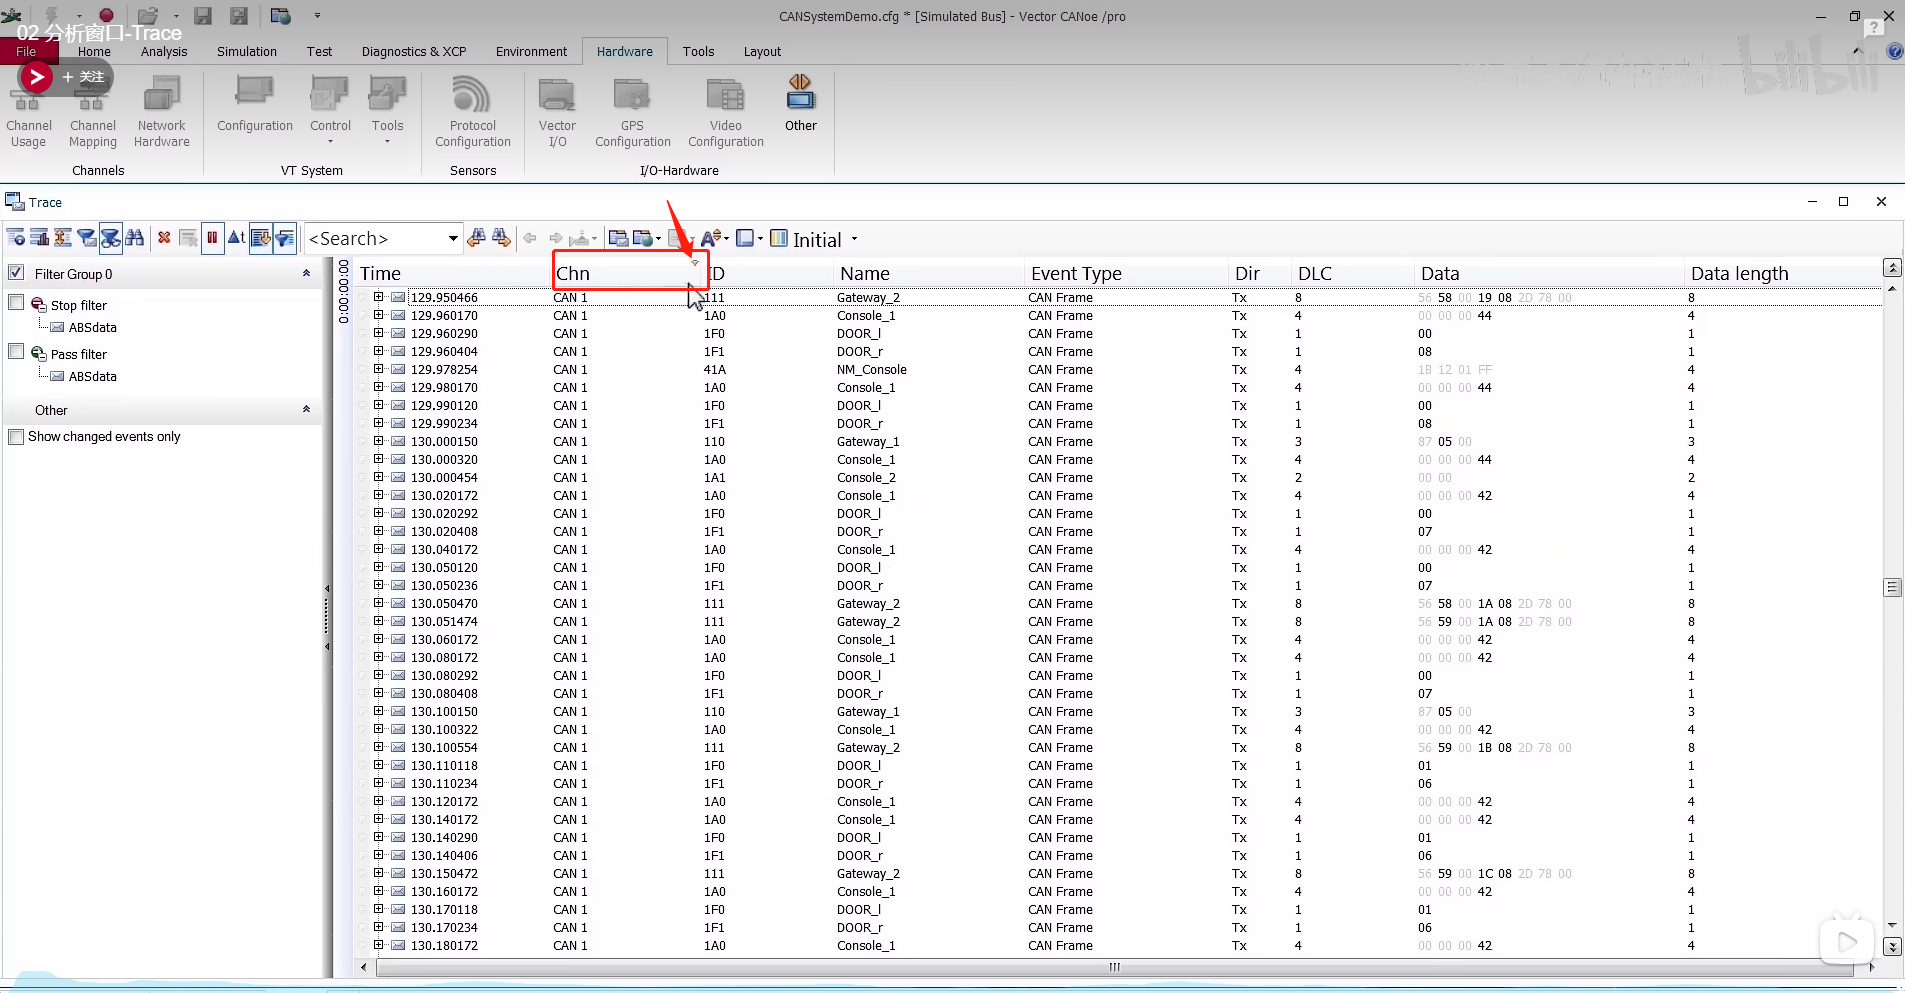 CANSystemDemo.cfg * [Simulated Bus] - Vector CANoe /pro
02 分析窗口-Trace
File Home Analysis Simulation Test Diagnostics & XCP Environment Hardware Tools Layout
+ 关注
bilibili
Channel Usage
Channel Mapping
Network Hardware
Configuration
Control
Tools
Protocol Configuration
Vector I/O
GPS Configuration
Video Configuration
Other
Channels VT System Sensors I/O-Hardware
Trace
<Search> Initial
Filter Group 0
Stop filter
ABSdata
Pass filter
ABSdata
Other
Show changed events only
0:00:00:00
Time Chn ID Name Event Type Dir DLC Data Data length
129.950466 CAN 1 111 Gateway_2 CAN Frame Tx 8 56 58 00 19 08 2D 78 00 8
129.960170 CAN 1 1A0 Console_1 CAN Frame Tx 4 00 00 00 44 4
129.960290 CAN 1 1F0 DOOR_l CAN Frame Tx 1 00 1
129.960404 CAN 1 1F1 DOOR_r CAN Frame Tx 1 08 1
129.978254 CAN 1 41A NM_Console CAN Frame Tx 4 1B 12 01 FF 4
129.980170 CAN 1 1A0 Console_1 CAN Frame Tx 4 00 00 00 44 4
129.990120 CAN 1 1F0 DOOR_l CAN Frame Tx 1 00 1
129.990234 CAN 1 1F1 DOOR_r CAN Frame Tx 1 08 1
130.000150 CAN 1 110 Gateway_1 CAN Frame Tx 3 87 05 00 3
130.000320 CAN 1 1A0 Console_1 CAN Frame Tx 4 00 00 00 44 4
130.000454 CAN 1 1A1 Console_2 CAN Frame Tx 2 00 00 2
130.020172 CAN 1 1A0 Console_1 CAN Frame Tx 4 00 00 00 42 4
130.020292 CAN 1 1F0 DOOR_l CAN Frame Tx 1 00 1
130.020408 CAN 1 1F1 DOOR_r CAN Frame Tx 1 07 1
130.040172 CAN 1 1A0 Console_1 CAN Frame Tx 4 00 00 00 42 4
130.050120 CAN 1 1F0 DOOR_l CAN Frame Tx 1 00 1
130.050236 CAN 1 1F1 DOOR_r CAN Frame Tx 1 07 1
130.050470 CAN 1 111 Gateway_2 CAN Frame Tx 8 56 58 00 1A 08 2D 78 00 8
130.051474 CAN 1 111 Gateway_2 CAN Frame Tx 8 56 59 00 1A 08 2D 78 00 8
130.060172 CAN 1 1A0 Console_1 CAN Frame Tx 4 00 00 00 42 4
130.080172 CAN 1 1A0 Console_1 CAN Frame Tx 4 00 00 00 42 4
130.080292 CAN 1 1F0 DOOR_l CAN Frame Tx 1 00 1
130.080408 CAN 1 1F1 DOOR_r CAN Frame Tx 1 07 1
130.100150 CAN 1 110 Gateway_1 CAN Frame Tx 3 87 05 00 3
130.100322 CAN 1 1A0 Console_1 CAN Frame Tx 4 00 00 00 42 4
130.100554 CAN 1 111 Gateway_2 CAN Frame Tx 8 56 59 00 1B 08 2D 78 00 8
130.110118 CAN 1 1F0 DOOR_l CAN Frame Tx 1 01 1
130.110234 CAN 1 1F1 DOOR_r CAN Frame Tx 1 06 1
130.120172 CAN 1 1A0 Console_1 CAN Frame Tx 4 00 00 00 42 4
130.140172 CAN 1 1A0 Console_1 CAN Frame Tx 4 00 00 00 42 4
130.140290 CAN 1 1F0 DOOR_l CAN Frame Tx 1 01 1
130.140406 CAN 1 1F1 DOOR_r CAN Frame Tx 1 06 1
130.150472 CAN 1 111 Gateway_2 CAN Frame Tx 8 56 59 00 1C 08 2D 78 00 8
130.160172 CAN 1 1A0 Console_1 CAN Frame Tx 4 00 00 00 42 4
130.170118 CAN 1 1F0 DOOR_l CAN Frame Tx 1 01 1
130.170234 CAN 1 1F1 DOOR_r CAN Frame Tx 1 06 1
130.180172 CAN 1 1A0 Console_1 CAN Frame Tx 4 00 00 00 42 4